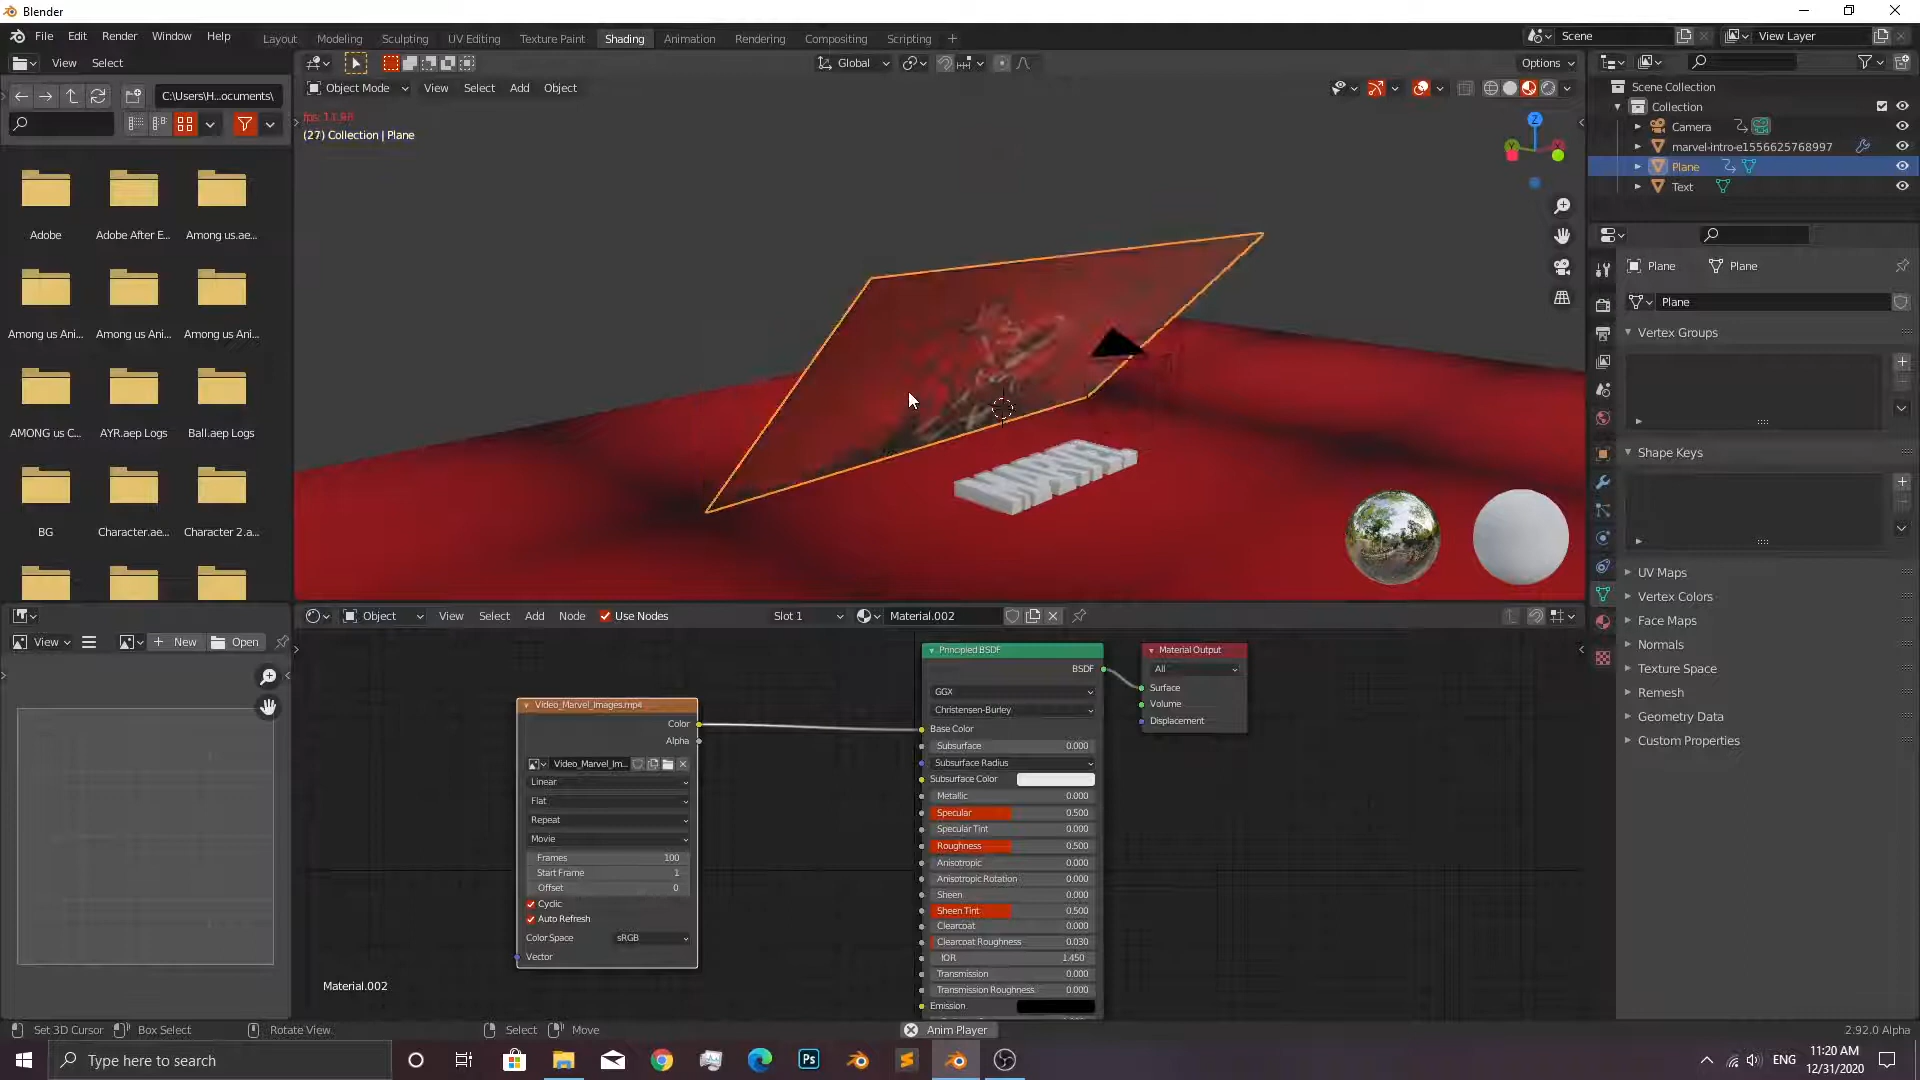 Blender
File Edit Render Window Help
Layout Modeling Sculpting UV Editing Texture Paint Shading Animation Rendering Compositing Scripting
Scene View Layer
View Select
Global
Options
C:\Users\H...ocuments\
Object Mode View Select Add Object
fps: 11.98
(27) Collection | Plane
Scene Collection
Collection
Camera
marvel-intro-e1556625768997
Plane
Text
Adobe Adobe After E... Among us.ae...
Among us Ani... Among us Ani... Among us Ani...
AMONG us C... AYR.aep Logs Ball.aep Logs
BG Character.ae... Character 2.a...
MARVEL
Z
Plane Plane
Plane
Vertex Groups
Shape Keys
UV Maps
Vertex Colors
Face Maps
Normals
Texture Space
Remesh
Geometry Data
Custom Properties
View New Open
Object View Select Add Node Use Nodes Slot 1 Material.002
Video_Marvel_Images.mp4
Color
Alpha
Video_Marvel_Im...
Linear
Flat
Repeat
Movie
Frames 100
Start Frame 1
Offset 0
Cyclic
Auto Refresh
Color Space sRGB
Vector
Principled BSDF
BSDF
GGX
Christensen-Burley
Base Color
Subsurface 0.000
Subsurface Radius
Subsurface Color
Metallic 0.000
Specular 0.500
Specular Tint 0.000
Roughness 0.500
Anisotropic 0.000
Anisotropic Rotation 0.000
Sheen 0.000
Sheen Tint 0.500
Clearcoat 0.000
Clearcoat Roughness 0.030
IOR 1.450
Transmission 0.000
Transmission Roughness 0.000
Emission
Material Output
All
Surface
Volume
Displacement
Material.002
Set 3D Cursor Box Select Rotate View Select Move Anim Player 2.92.0 Alpha
Type here to search
Ps
ENG
11:20 AM
12/31/2020